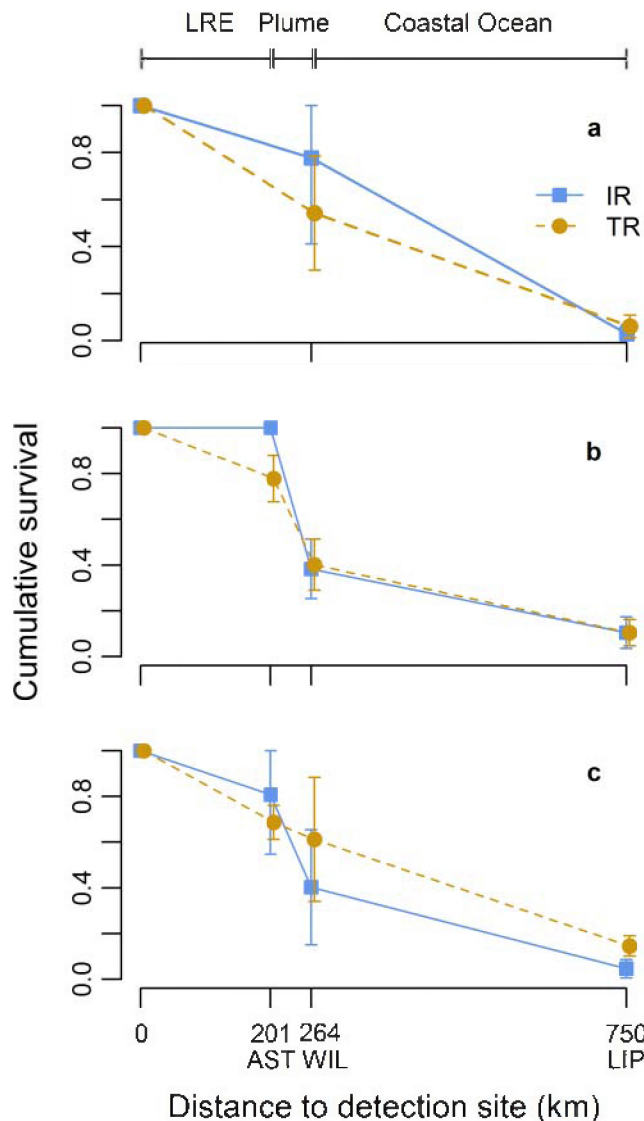 LRE Plume Coastal Ocean
a
0.8
IR
TR
0.4
0.0
Cumulative survival
b
0.8
0.4
0.0
c
0.8
0.4
0.0
0 201 264 750
AST WIL LIP
Distance to detection site (km)